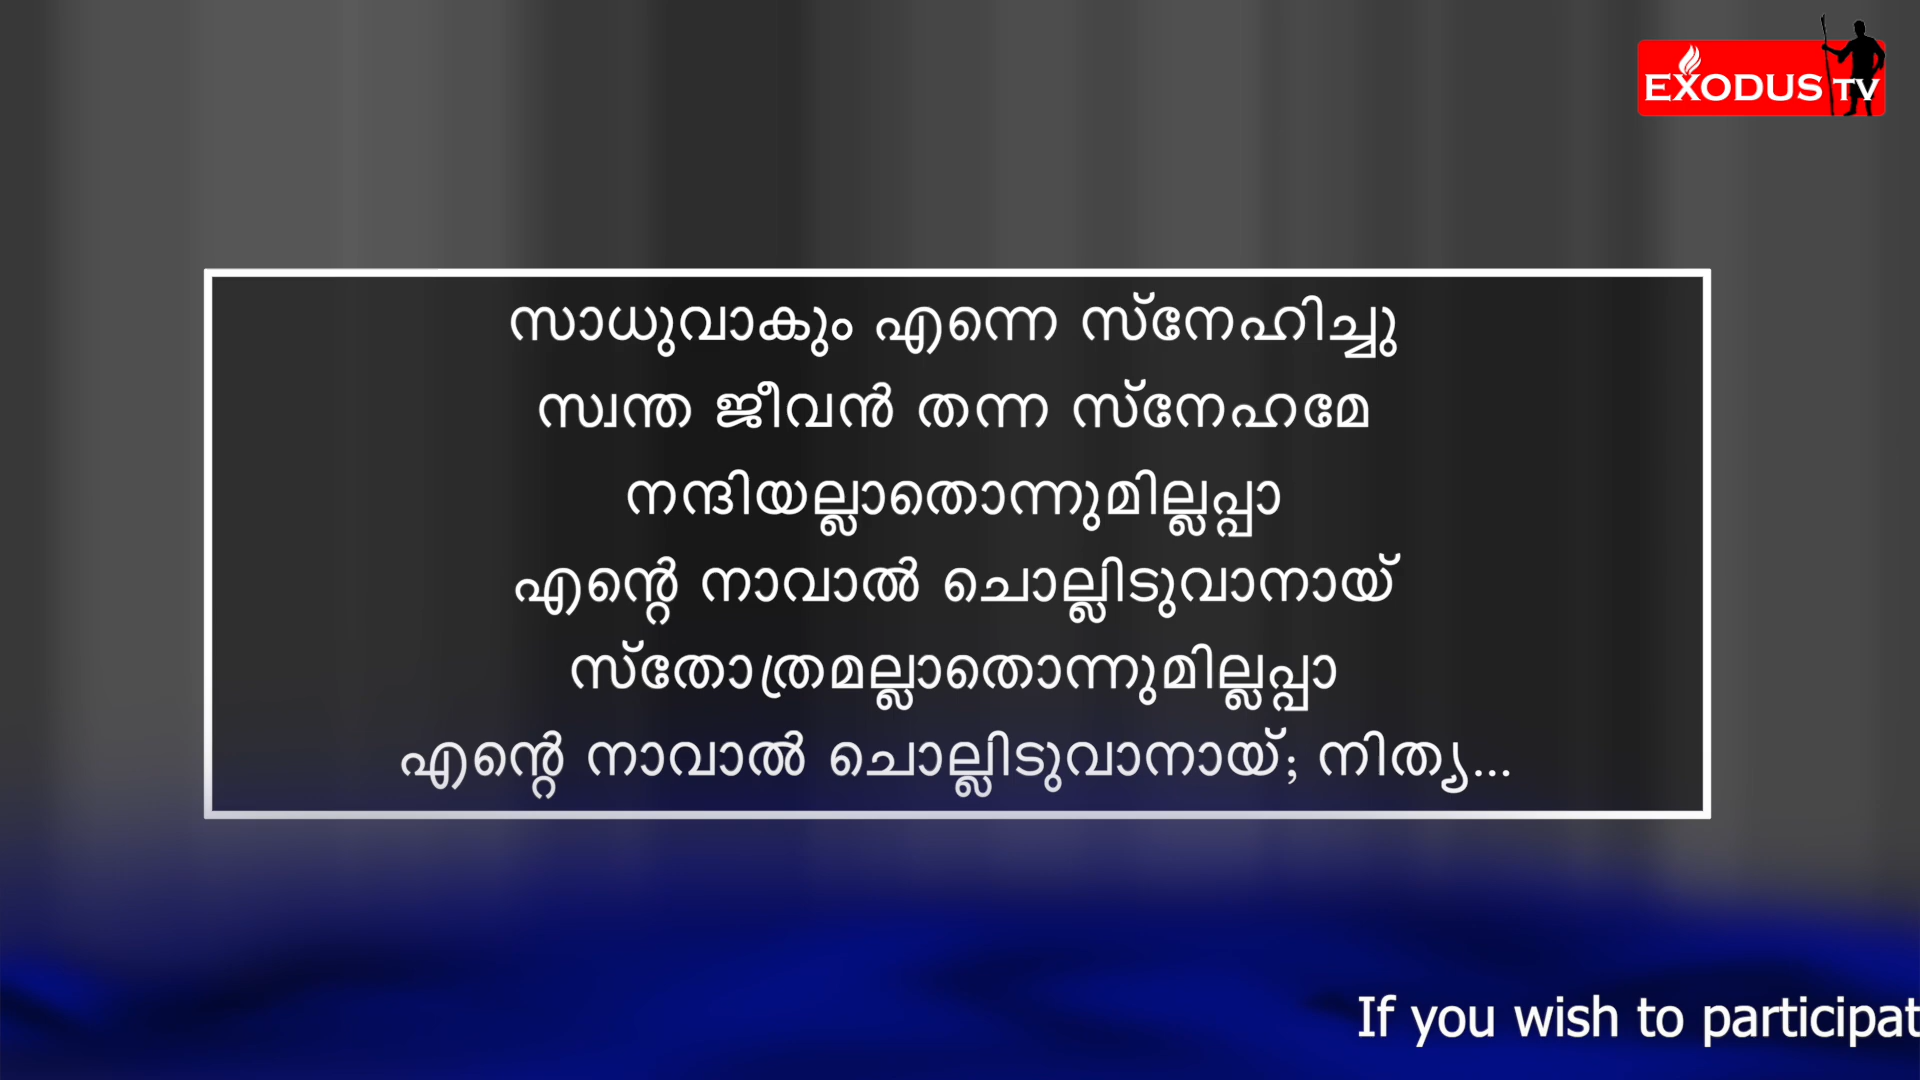 EXODUS TV
സാധുവാകും എന്നെ സ്നേഹിച്ചു
സ്വന്ത ജീവൻ തന്ന സ്നേഹമേ
നന്ദിയല്ലാതൊന്നുമില്ലപ്പാ
എന്റെ നാവാൽ ചൊല്ലിടുവാനായ്
സ്തോത്രമല്ലാതൊന്നുമില്ലപ്പാ
എന്റെ നാവാൽ ചൊല്ലിടുവാനായ്; നിത്യ...
If you wish to participat